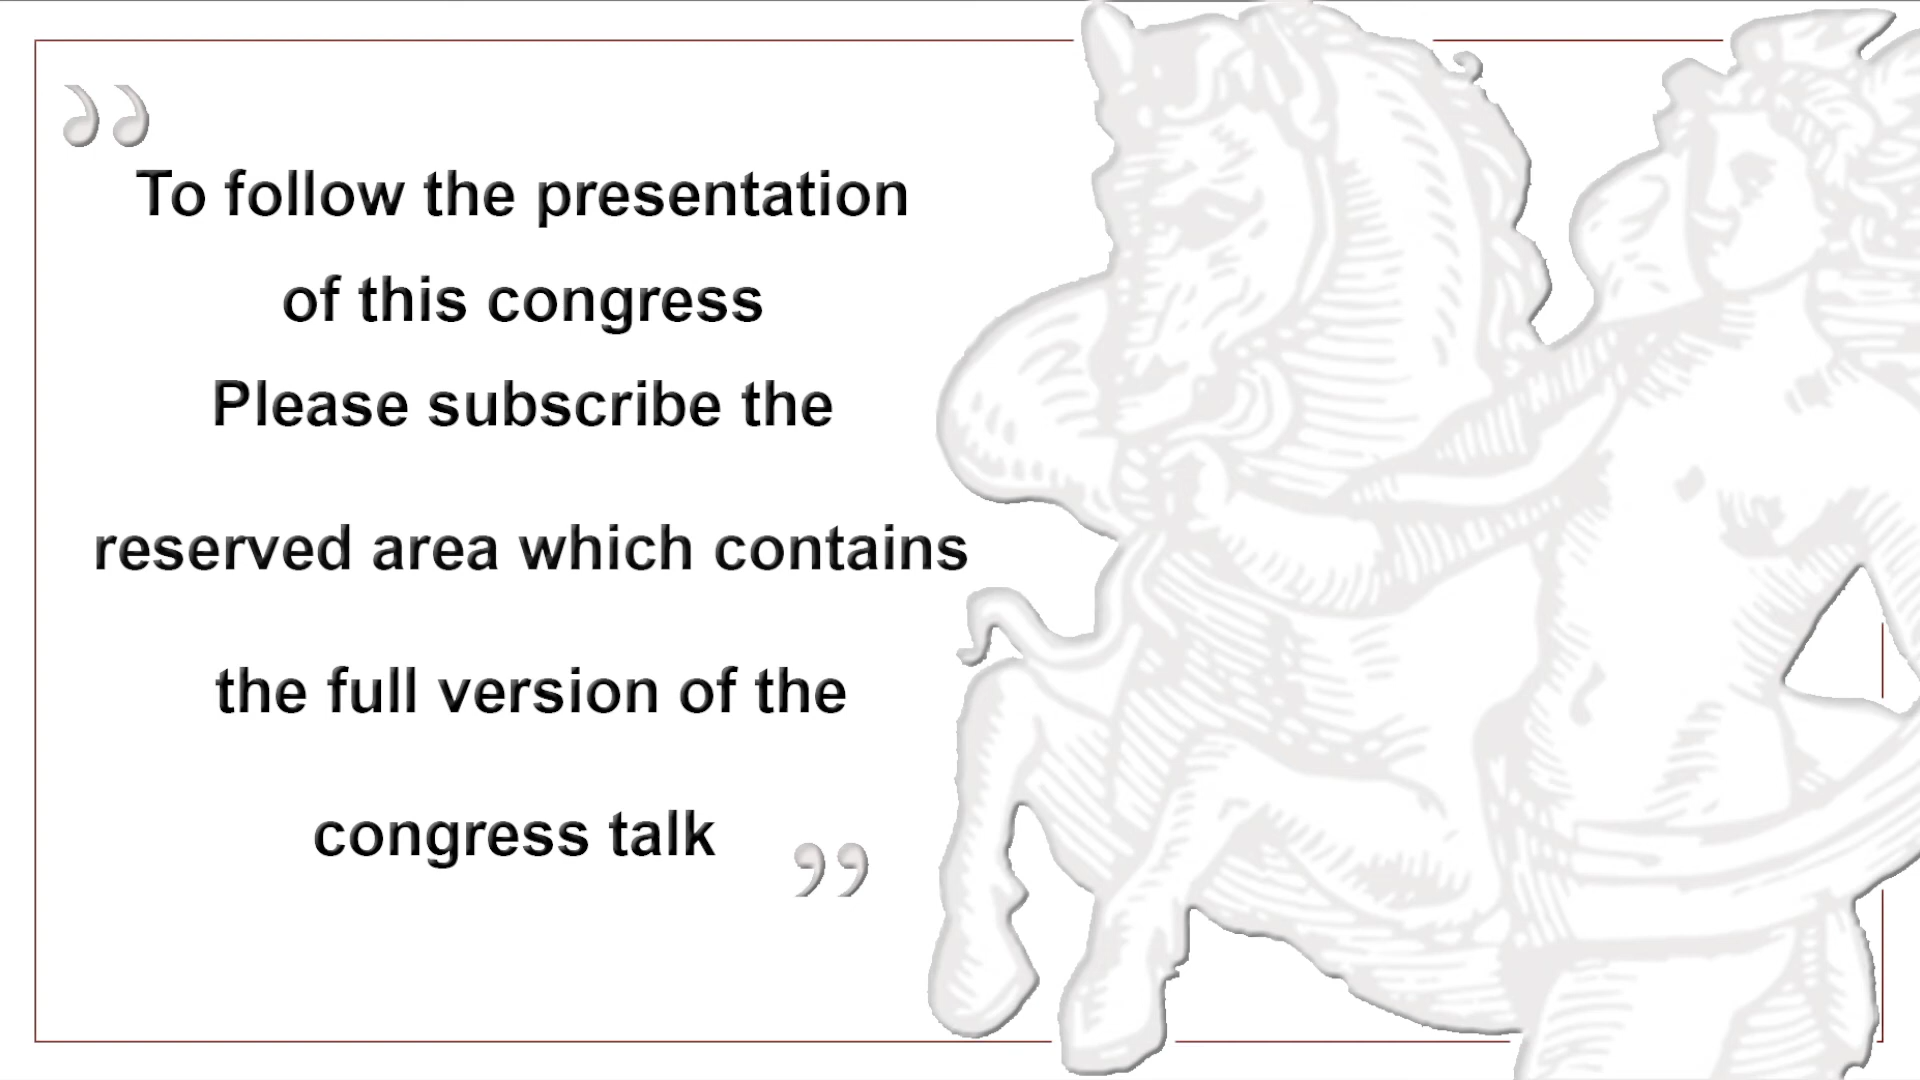 ”
To follow the presentation
of this congress
Please subscribe the
reserved area which contains
the full version of the
congress talk ”